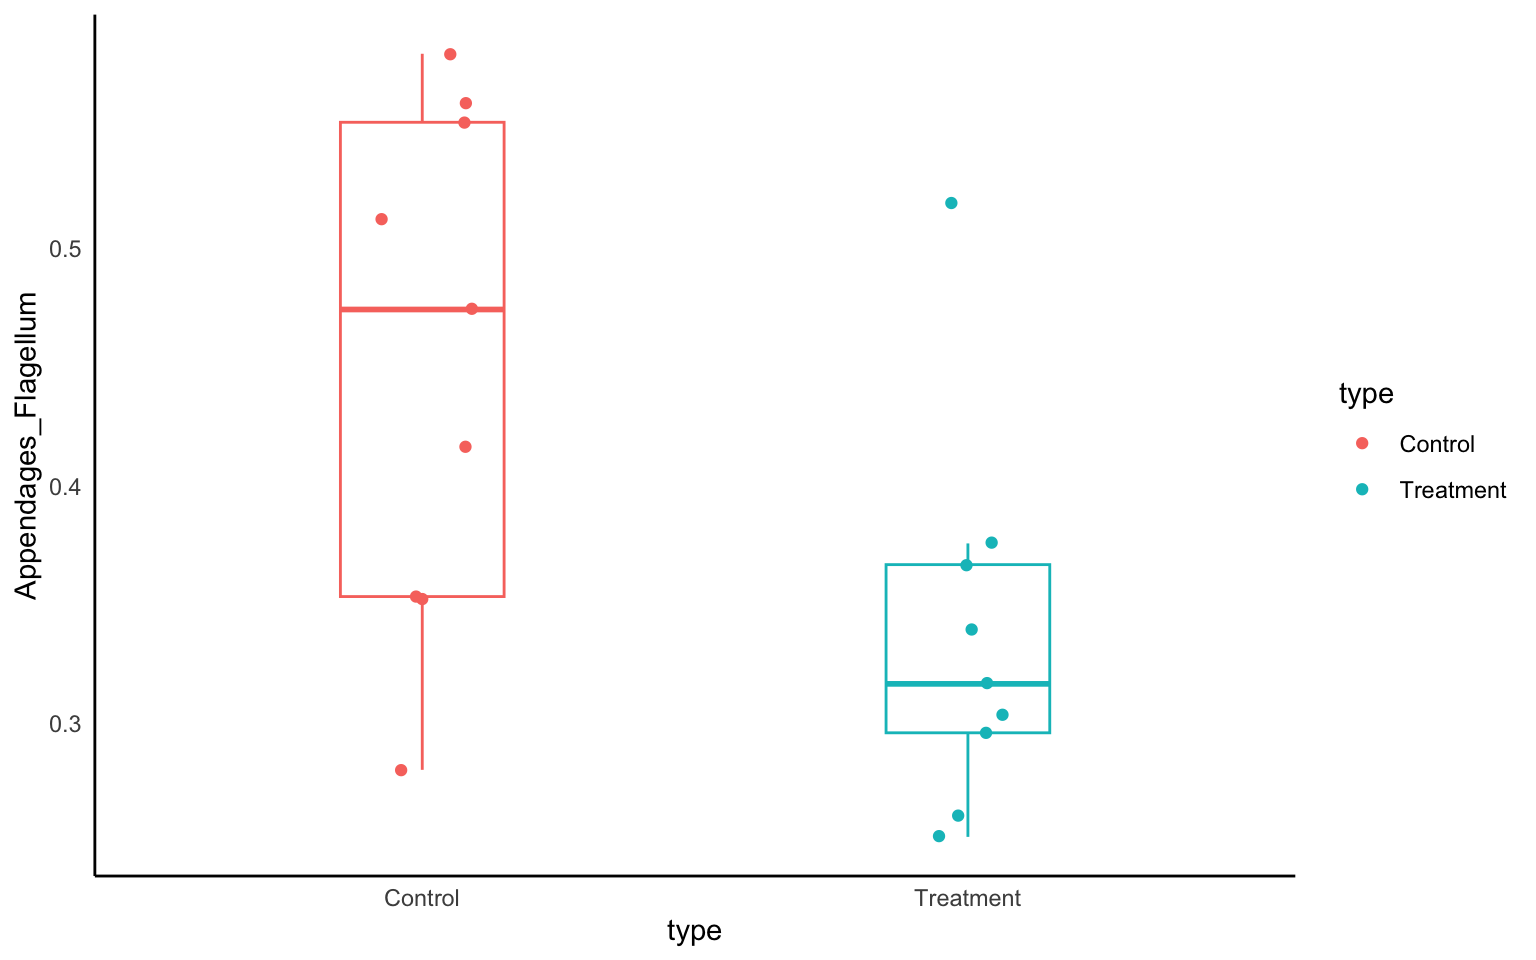 Appendages_Flagellum
0.5
0.4
0.3
Control
Treatment
type
type
Control
Treatment